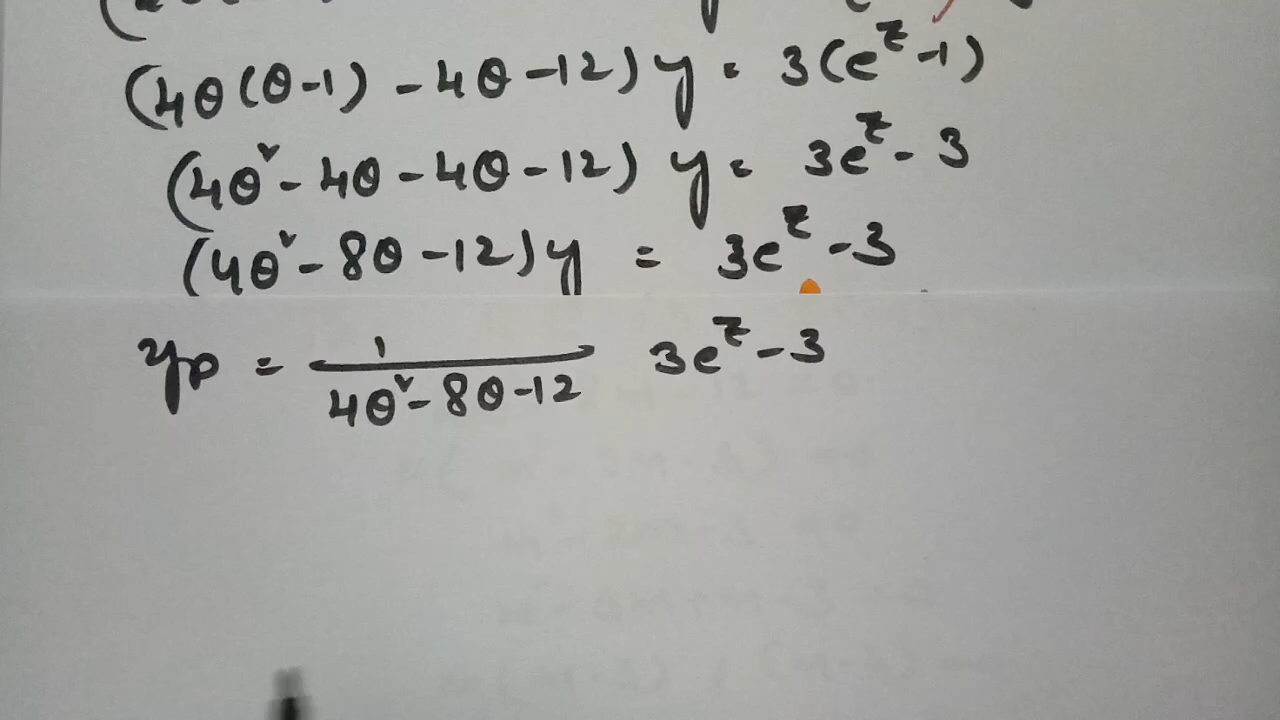 (4θ(θ-1) - 4θ - 12) y = 3(e^z - 1)
(4θ² - 4θ - 4θ - 12) y = 3e^z - 3
(4θ² - 8θ - 12) y = 3e^z - 3
yp = 1/(4θ² - 8θ - 12) 3e^z - 3